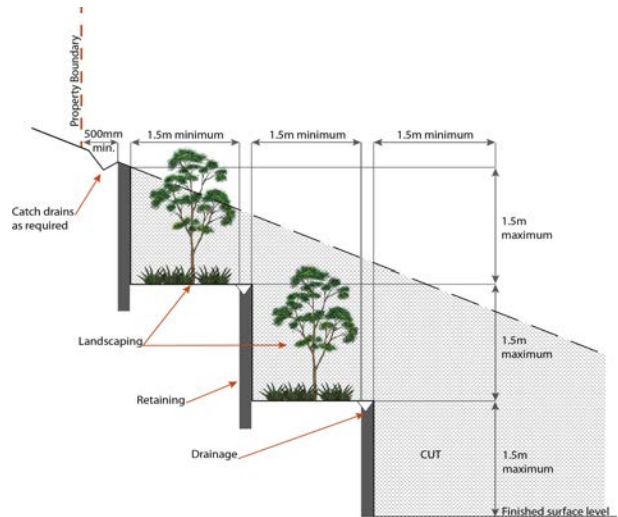 Property Boundary
500mm
min.
1.5m minimum
1.5m minimum
1.5m minimum
Catch drains
as required
1.5m
maximum
Landscaping
1.5m
maximum
Retaining
Drainage
CUT
1.5m
maximum
Finished surface level